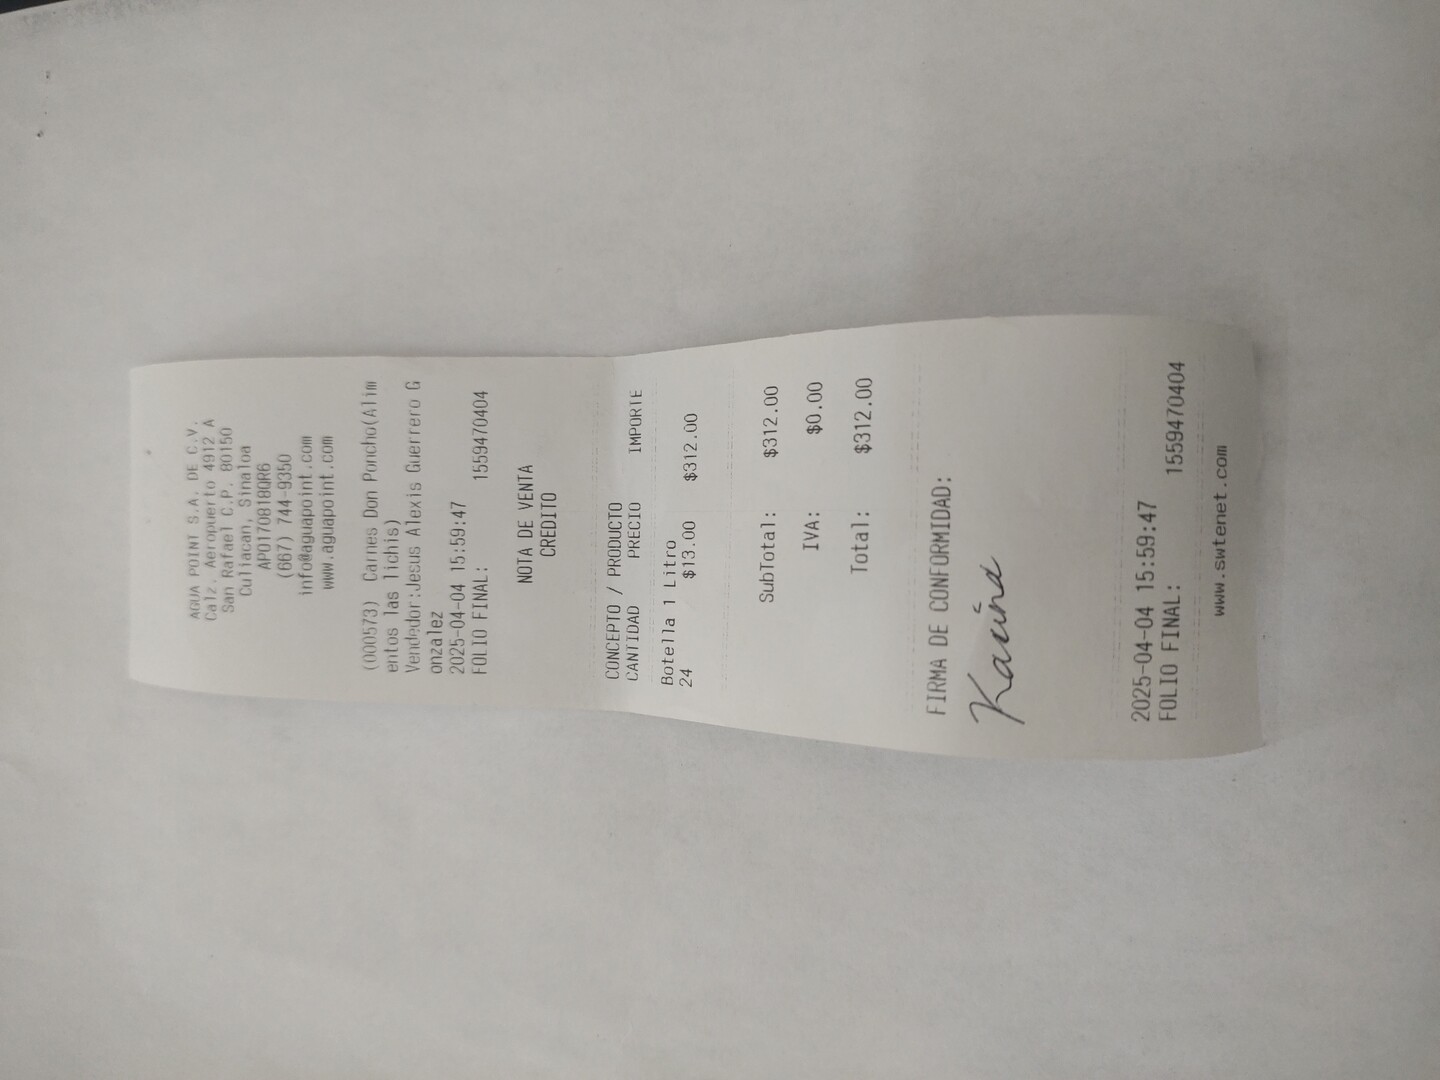 AGUA POINT S.A. DE C.V.
Calz. Aeropuerto 4912 A
San Rafael C.P. 80150
Culiacan, Sinaloa
APO170818QR6
(667) 744-9350
info@aguapoint.com
www.aguapoint.com
(000573) Carnes Don Poncho(Alim
entos las lichis)
Vendedor:Jesus Alexis Guerrero G
onzalez
2025-04-04 15:59:47
FOLIO FINAL: 1559470404
NOTA DE VENTA
CREDITO
CONCEPTO / PRODUCTO
CANTIDAD PRECIO IMPORTE
Botella 1 Litro
24 $13.00 $312.00
SubTotal: $312.00
IVA: $0.00
Total: $312.00
FIRMA DE CONFORMIDAD:
Karina
2025-04-04 15:59:47
FOLIO FINAL: 1559470404
www.swtenet.com